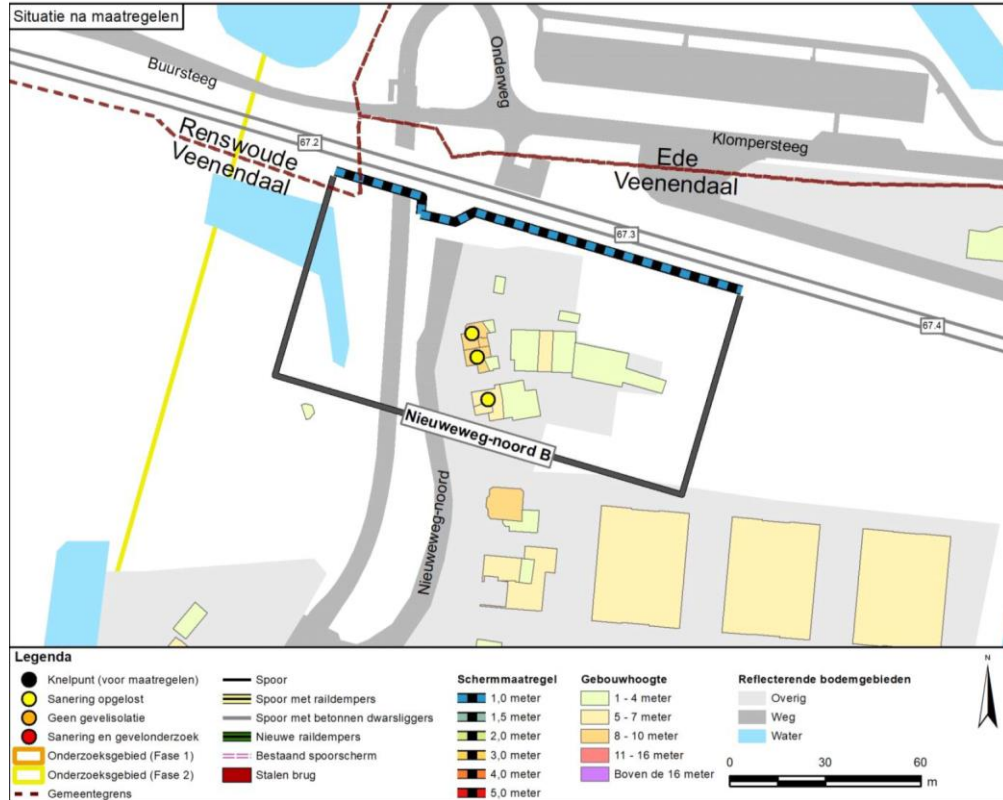 Situatie na maatregelen
Buursteeg
Onderweg
67.2
Klompersteeg
Renswoude
Veenendaal
Ede
Veenendaal
67.3
67.4
Nieuweweg-noord B
Nieuweweg-noord
Legenda
Knelpunt (voor maatregelen)
Sanering opgelost
Geen gevelisolatie
Sanering en gevelonderzoek
Onderzoeksgebied (Fase 1)
Onderzoeksgebied (Fase 2)
Gemeentegrens
Spoor
Spoor met raildempers
Spoor met betonnen dwarsliggers
Nieuwe raildempers
Bestaand spoorscherm
Stalen brug
Schermmaatregel
1,0 meter
1,5 meter
2,0 meter
3,0 meter
4,0 meter
5,0 meter
Gebouwhoogte
1 - 4 meter
5 - 7 meter
8 - 10 meter
11 - 16 meter
Boven de 16 meter
Reflecterende bodemgebieden
Overig
Weg
Water
N
0 30 60
m